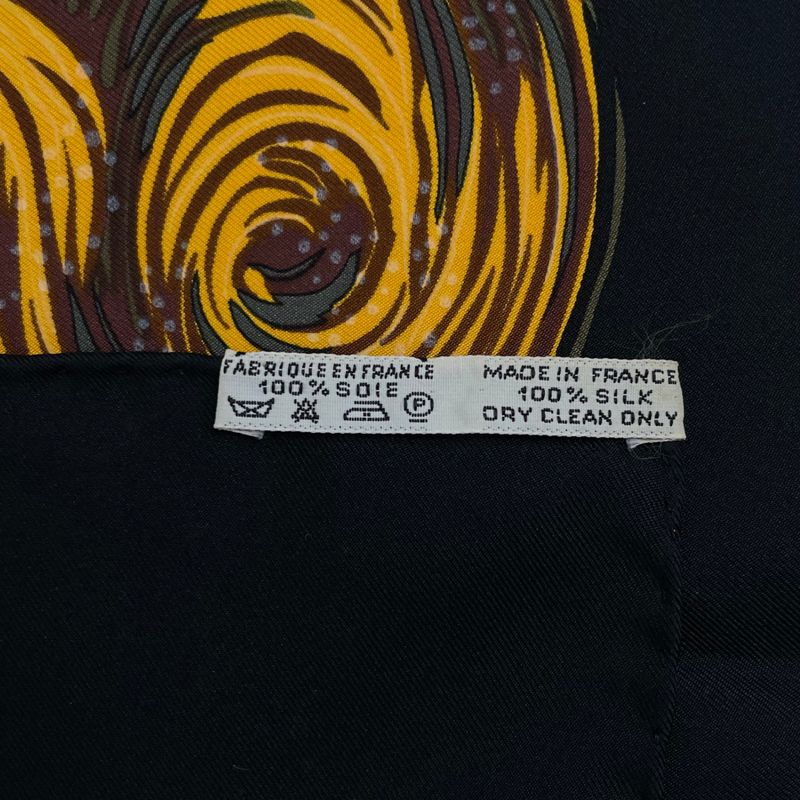 FABRIQUE EN FRANCE
100% SOIE
P
MADE IN FRANCE
100% SILK
DRY CLEAN ONLY